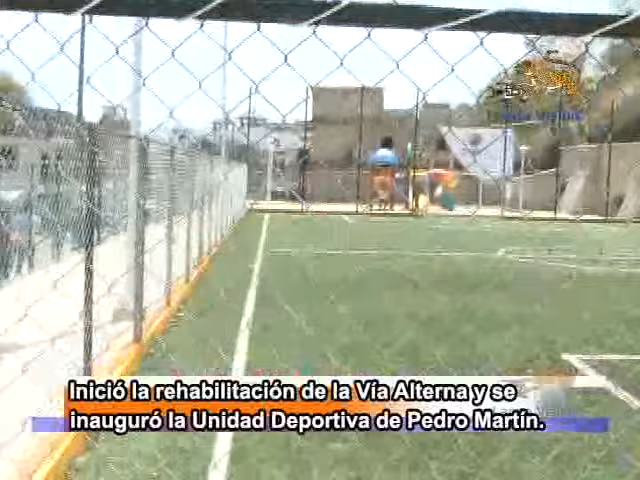 Inició la rehabilitación de la Vía Alterna y se
inauguró la Unidad Deportiva de Pedro Martín.